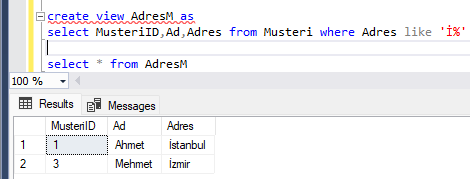 create view AdresM as
select MusteriID,Ad,Adres from Musteri where Adres like 'İ%'
select * from AdresM
100 %
Results Messages
MusteriID Ad Adres
1 1 Ahmet İstanbul
2 3 Mehmet İzmir